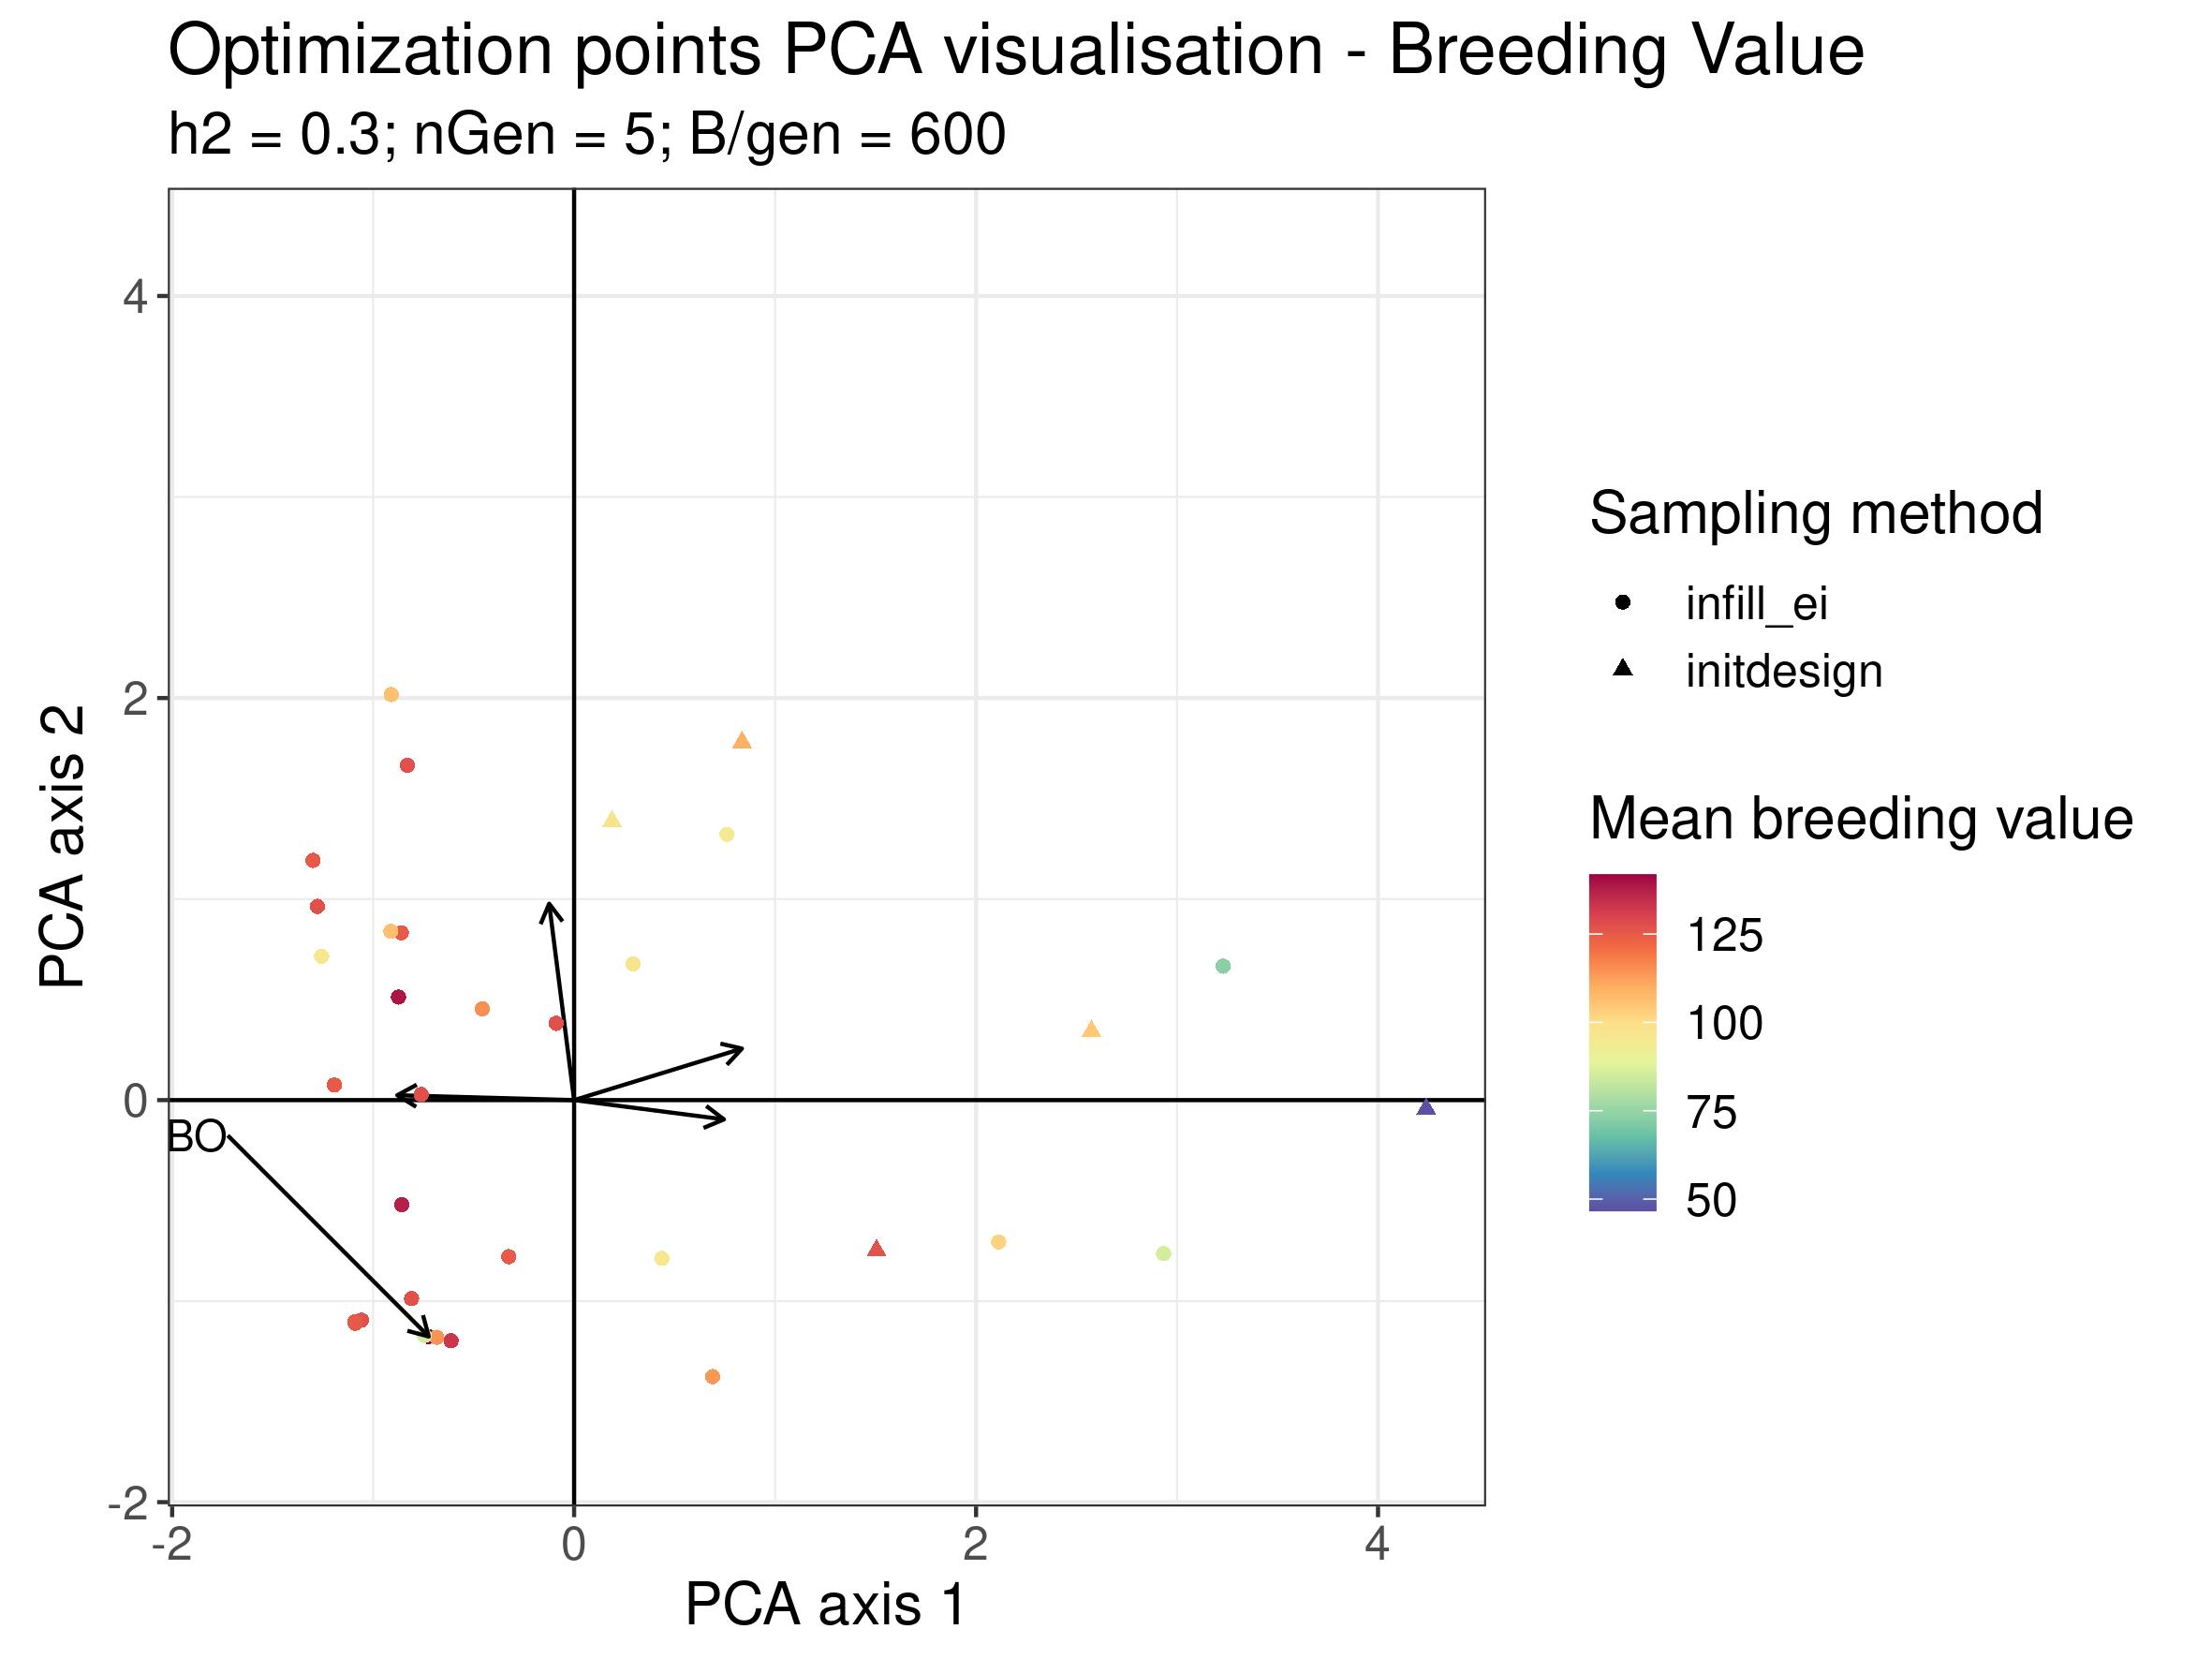 Optimization points PCA visualisation - Breeding Value
h2 = 0.3; nGen = 5; B/gen = 600
4
2
0
-2
PCA axis 2
BO
-2
0
2
4
PCA axis 1
Sampling method
infill_ei
initdesign
Mean breeding value
125
100
75
50